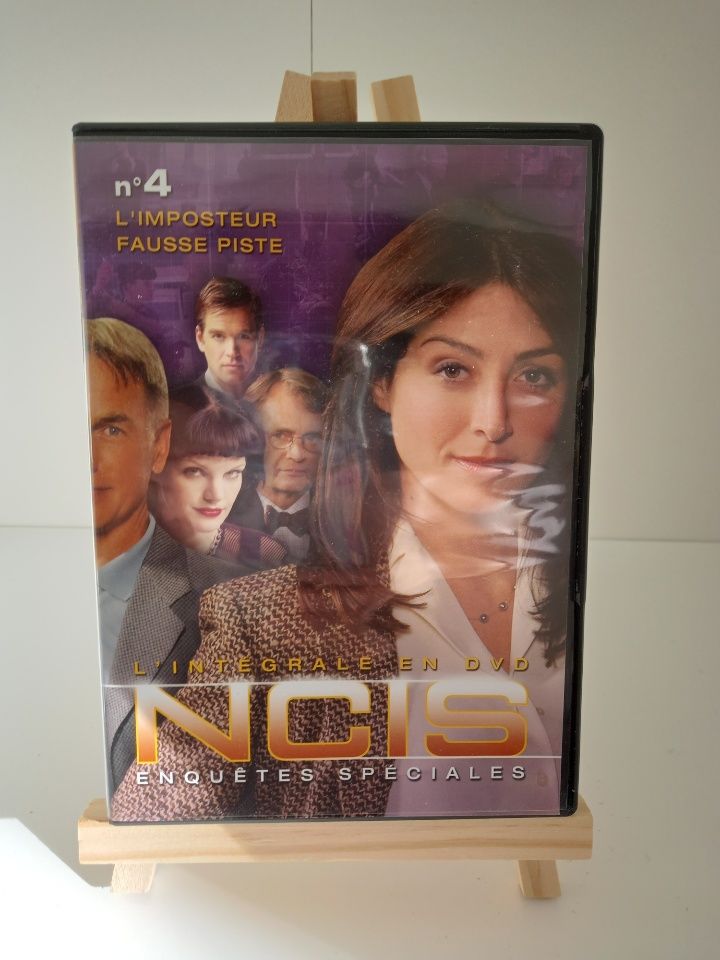 n°4
L'IMPOSTEUR
FAUSSE PISTE
L'INTÉGRALE EN DVD
NCIS
ENQUÊTES SPÉCIALES